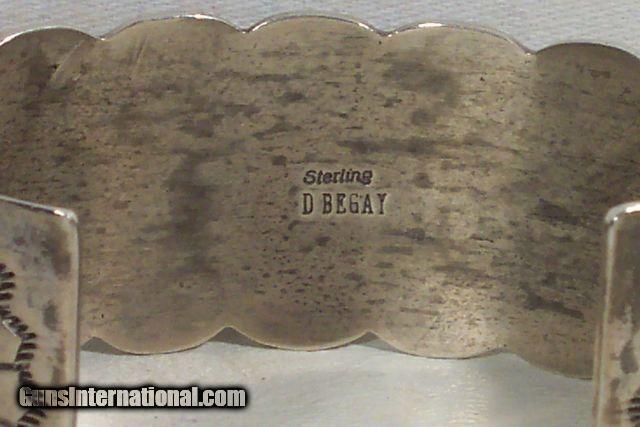 Sterling
D BEGAY
GunsInternational.com